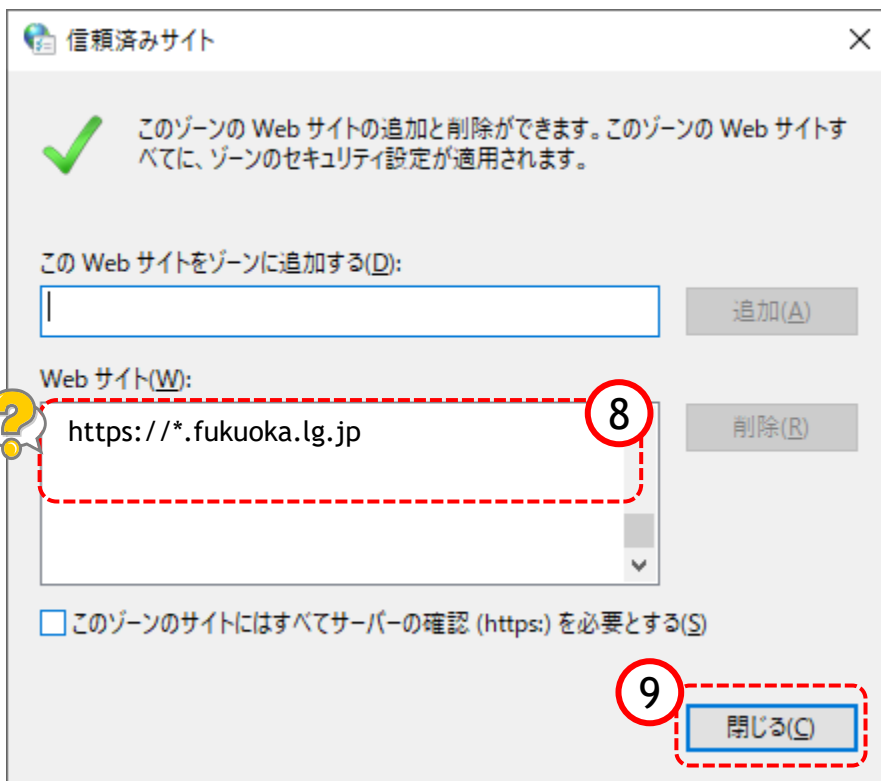 信頼済みサイト
このゾーンの Web サイトの追加と削除ができます。このゾーンの Web サイトす
べてに、ゾーンのセキュリティ設定が適用されます。
この Web サイトをゾーンに追加する(D):
追加(A)
Web サイト(W):
8
?
https://*.fukuoka.lg.jp
削除(R)
このゾーンのサイトにはすべてサーバーの確認 (https:) を必要とする(S)
9
閉じる(C)